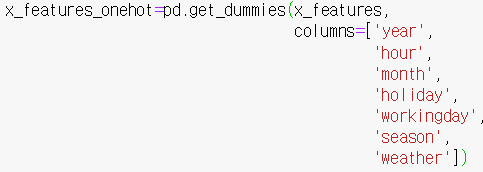 x_features_onehot=pd.get_dummies(x_features,
columns=['year',
'hour',
'month',
'holiday',
'workingday',
'season',
'weather'])